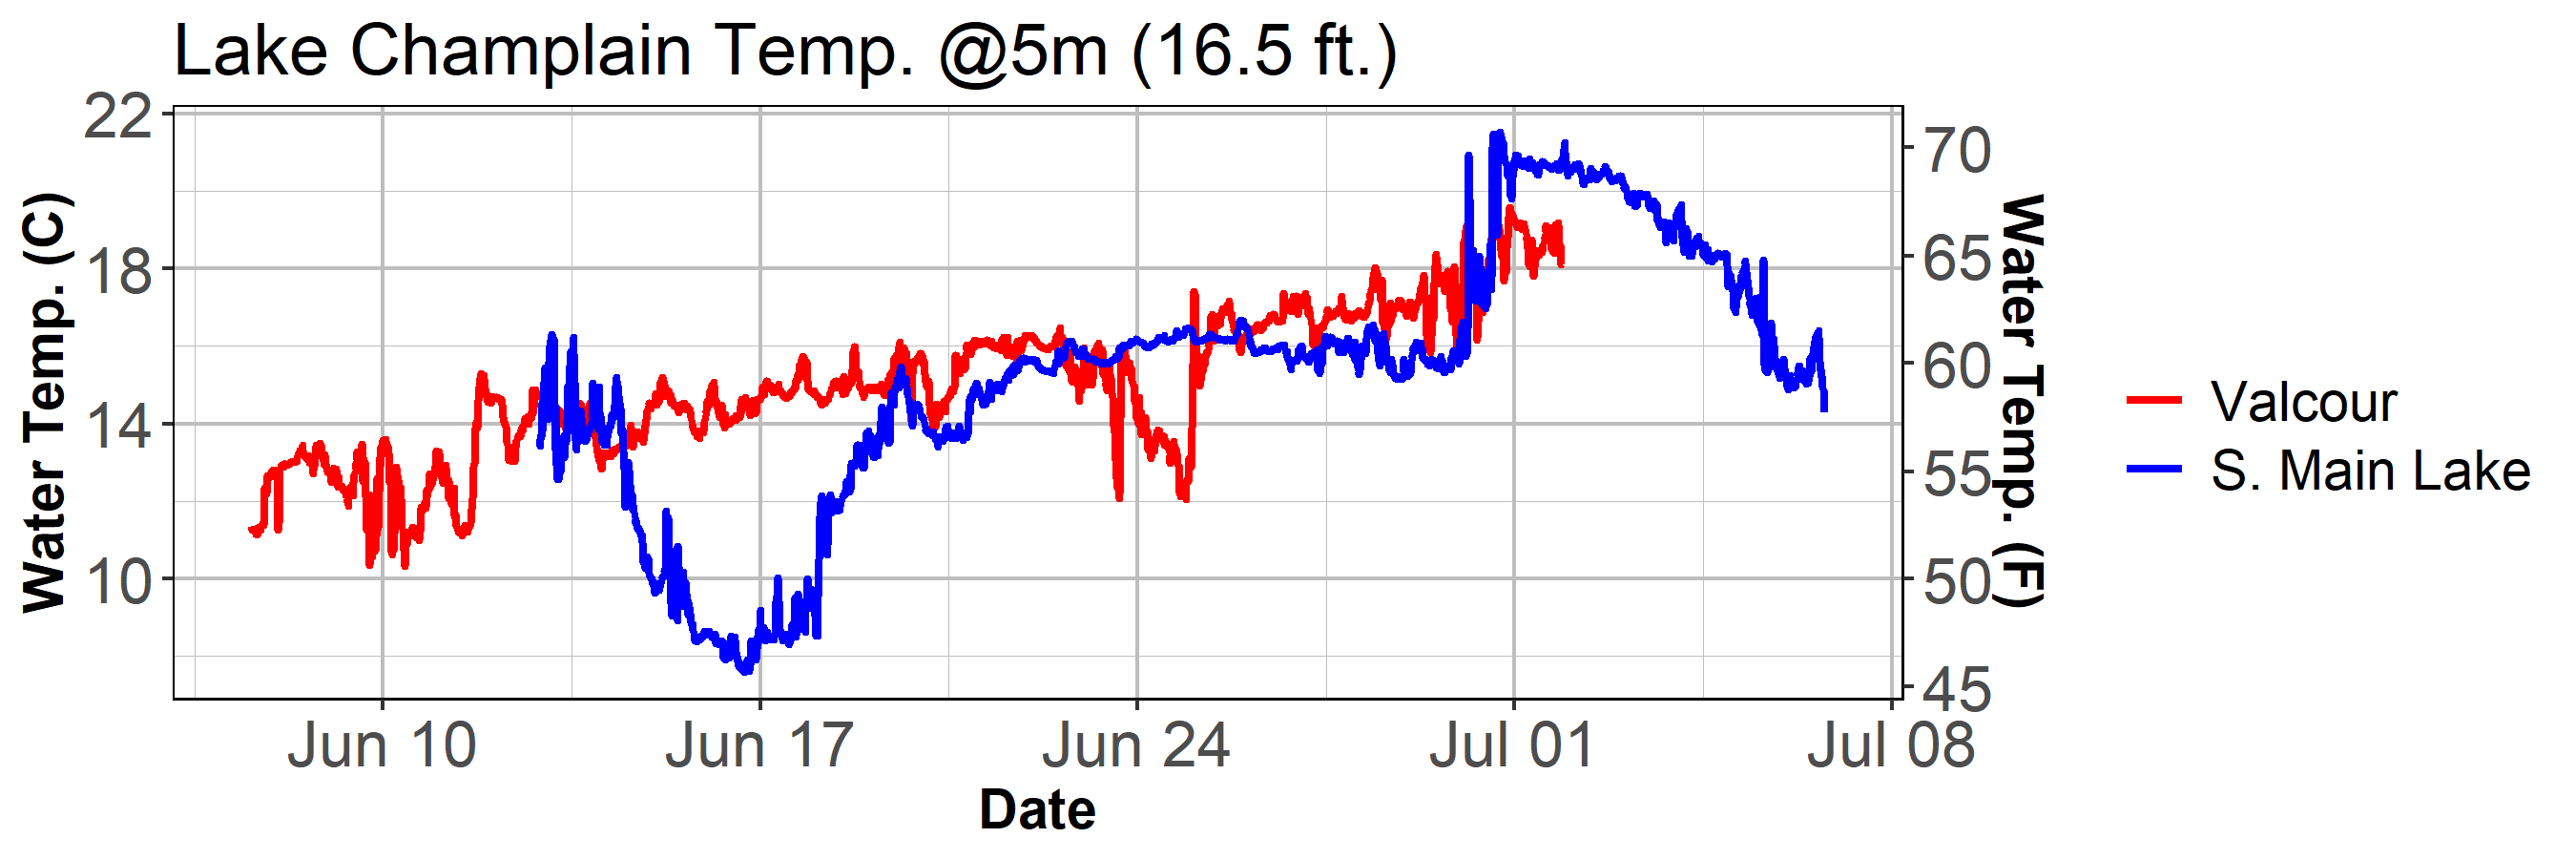 Lake Champlain Temp. @5m (16.5 ft.)
22
18
14
10
Water Temp. (C)
70
65
60
55
50
45
Water Temp. (F)
Jun 10
Jun 17
Jun 24
Jul 01
Jul 08
Date
Valcour
S. Main Lake